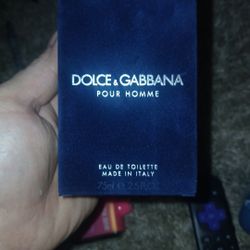 DOLCE & GABBANA
POUR HOMME
EAU DE TOILETTE
MADE IN ITALY
75ml ℮ 2.5 FL.OZ.